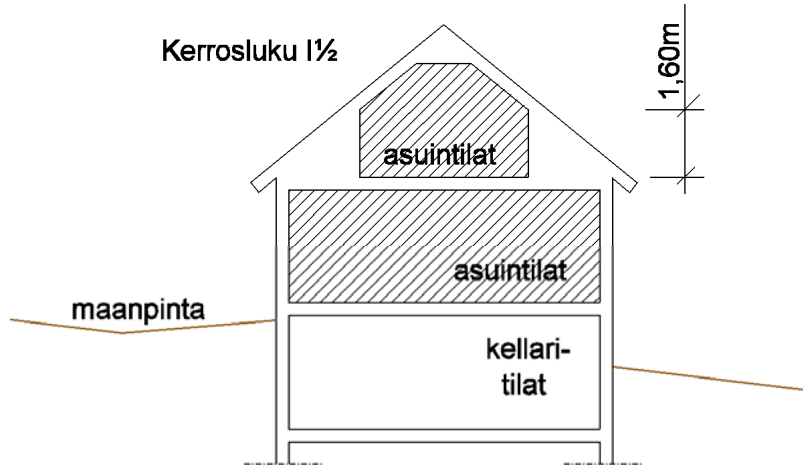 Kerrosluku I½
1,60m
asuintilat
asuintilat
maanpinta
kellari-
tilat